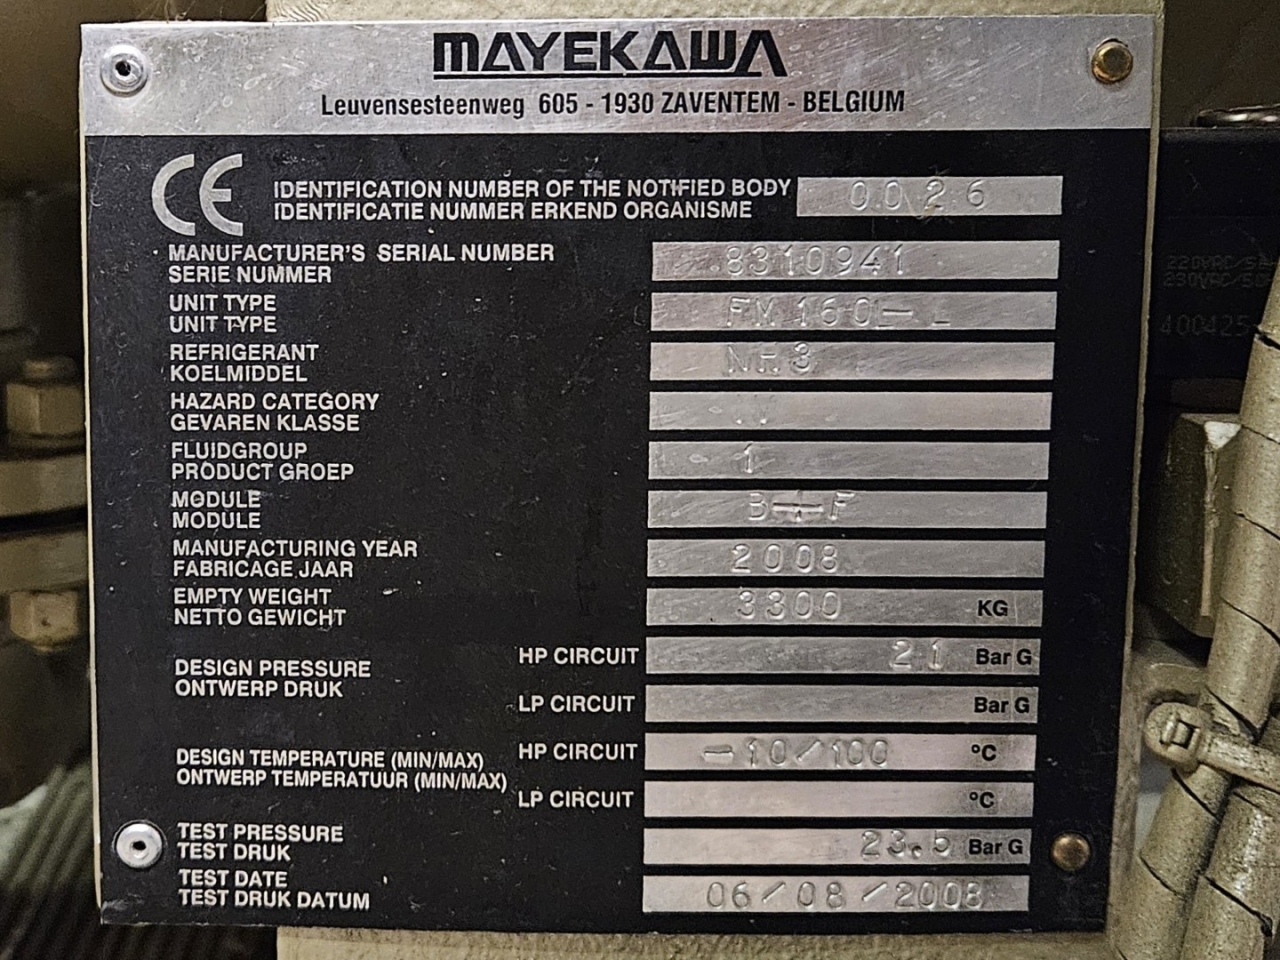 MAYEKAWA
Leuvensesteenweg 605 - 1930 ZAVENTEM - BELGIUM
CE
IDENTIFICATION NUMBER OF THE NOTIFIED BODY 0026
IDENTIFICATIE NUMMER ERKEND ORGANISME
MANUFACTURER'S SERIAL NUMBER 8310941
SERIE NUMMER
UNIT TYPE FM 160
UNIT TYPE
REFRIGERANT NH3
KOELMIDDEL
HAZARD CATEGORY
GEVAREN KLASSE
FLUIDGROUP 1
PRODUCT GROEP
MODULE B+F
MODULE
MANUFACTURING YEAR 2008
FABRICAGE JAAR
EMPTY WEIGHT 3300 KG
NETTO GEWICHT
DESIGN PRESSURE HP CIRCUIT 21 Bar G
ONTWERP DRUK
LP CIRCUIT Bar G
DESIGN TEMPERATURE (MIN/MAX) HP CIRCUIT -10/100 °C
ONTWERP TEMPERATUUR (MIN/MAX)
LP CIRCUIT °C
TEST PRESSURE 23.5 Bar G
TEST DRUK
TEST DATE 06/08/2008
TEST DRUK DATUM